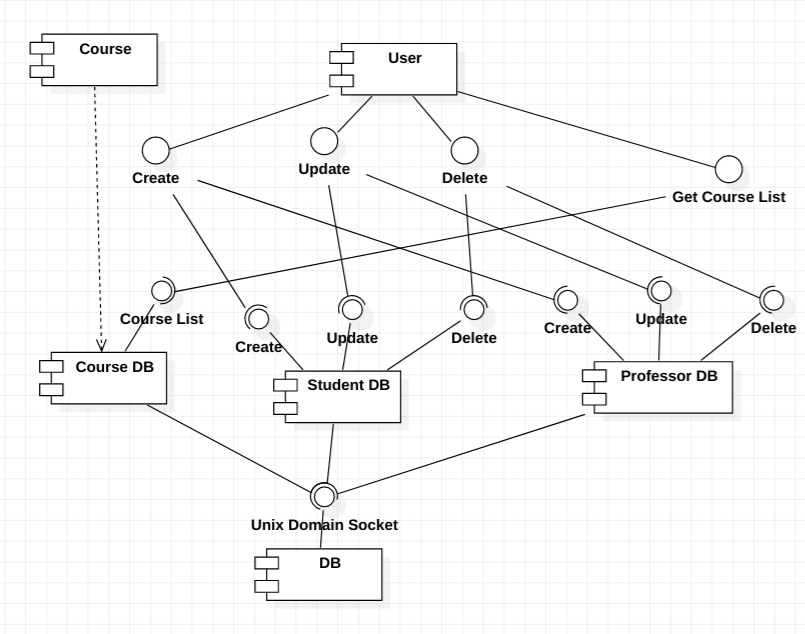 Course
User
Create
Update
Delete
Get Course List
Course List
Create
Update
Delete
Create
Update
Delete
Course DB
Student DB
Professor DB
Unix Domain Socket
DB